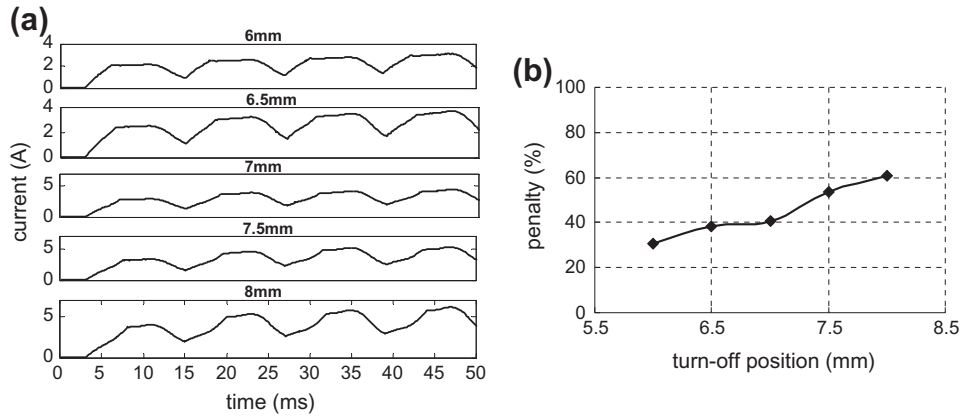 (a)
6mm
4
2
0
6.5mm
4
2
0
7mm
5
0
7.5mm
5
0
8mm
5
0
0 5 10 15 20 25 30 35 40 45 50
time (ms)
current (A)
(b)
100
80
60
40
20
0
5.5 6.5 7.5 8.5
turn-off position (mm)
penalty (%)